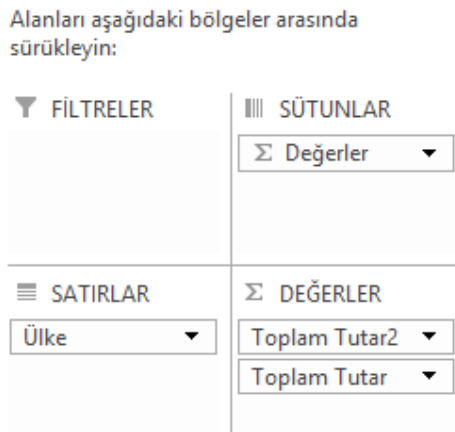 Alanları aşağıdaki bölgeler arasında
sürükleyin:
FİLTRELER
SÜTUNLAR
Σ Değerler
SATIRLAR
Ülke
Σ DEĞERLER
Toplam Tutar2
Toplam Tutar